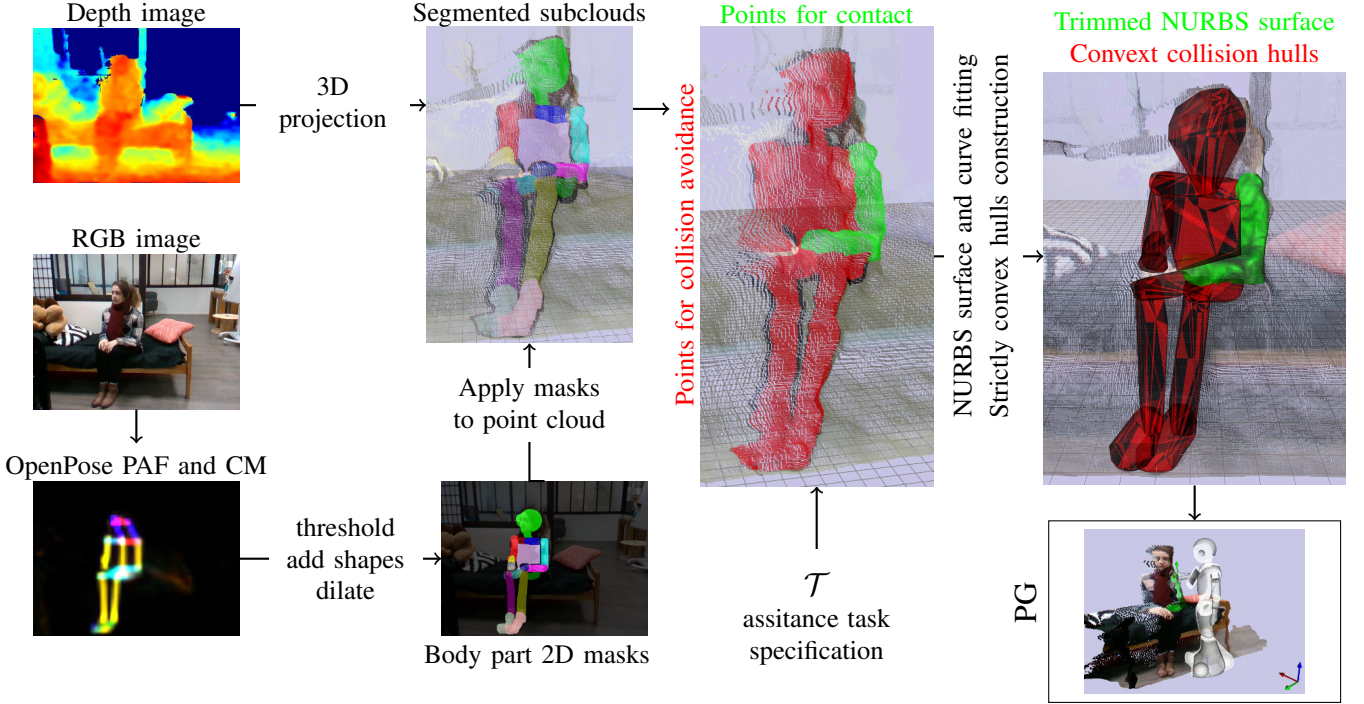 Depth image
3D
projection
Segmented subclouds
Points for contact
Points for collision avoidance
Trimmed NURBS surface
Convext collision hulls
NURBS surface and curve fitting
Strictly convex hulls construction
RGB image
Apply masks
to point cloud
OpenPose PAF and CM
threshold
add shapes
dilate
Body part 2D masks
𝒯
assitance task
specification
PG